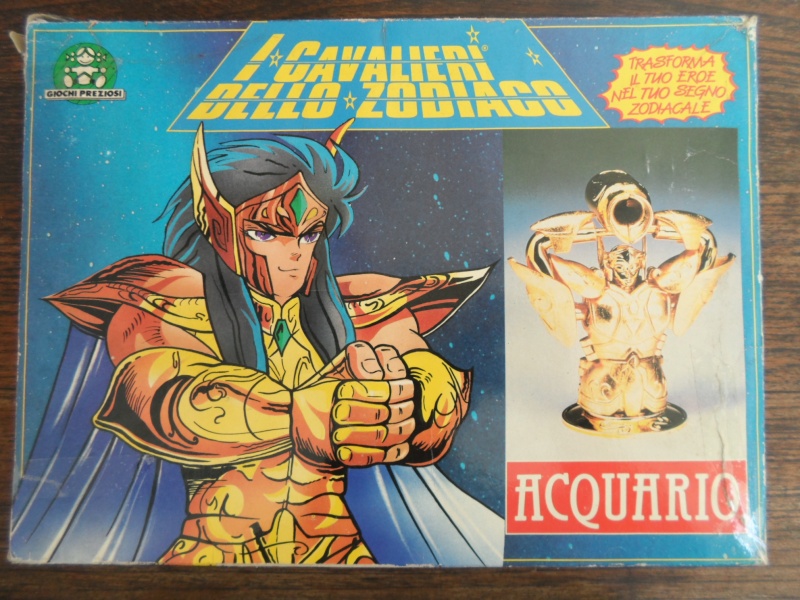 GIOCHI PREZIOSI
I CAVALIERI®
DELLO ZODIACO
TRASFORMA
IL TUO EROE
NEL TUO SEGNO
ZODIACALE
ACQUARIO